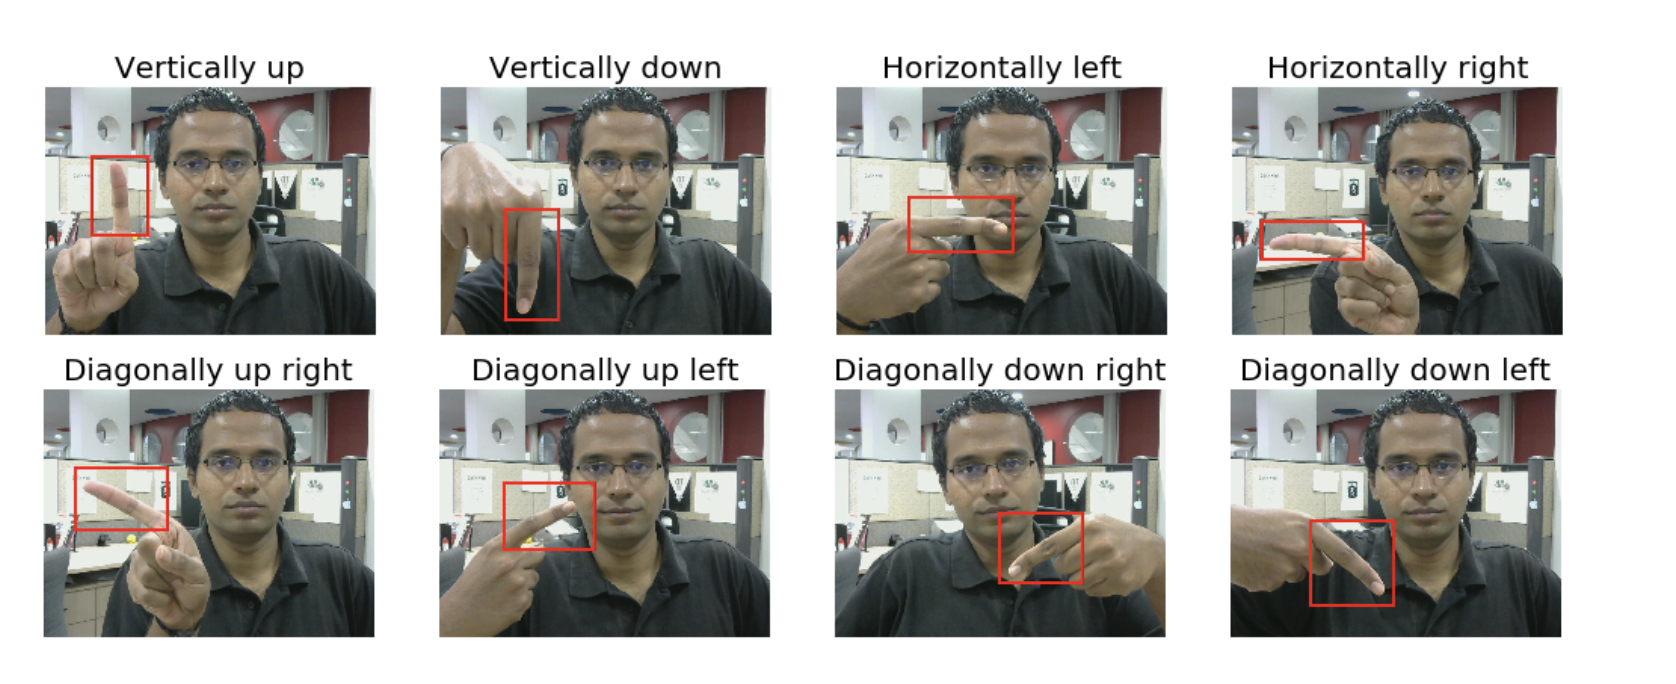 Vertically up
Vertically down
Horizontally left
Horizontally right
Diagonally up right
Diagonally up left
Diagonally down right
Diagonally down left